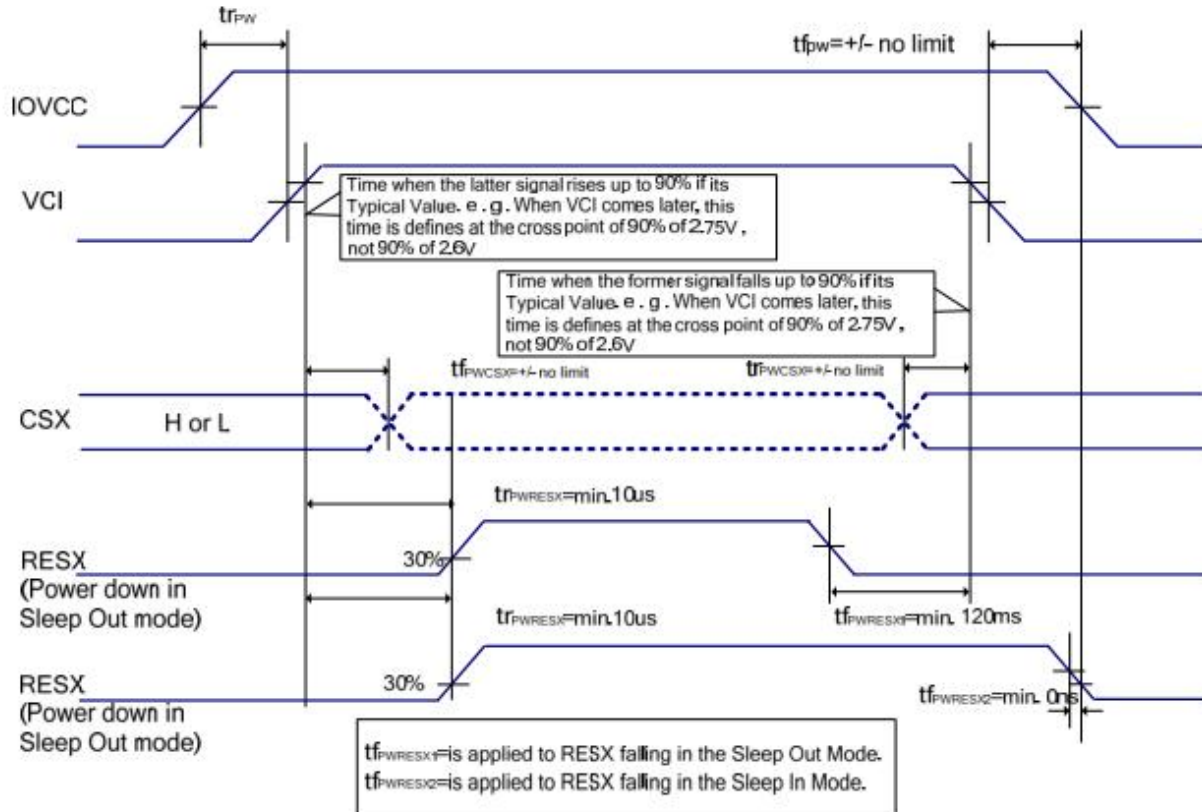 trPW
tfpw=+/- no limit
IOVCC
VCI
Time when the latter signal rises up to 90% if its
Typical Value. e.g. When VCI comes later, this
time is defines at the cross point of 90% of 2.75V,
not 90% of 2.6V
Time when the former signal falls up to 90% if its
Typical Value. e.g. When VCI comes later, this
time is defines at the cross point of 90% of 2.75V,
not 90% of 2.6V
tfPWCSX=+/- no limit
trPWCSX=+/- no limit
CSX
H or L
trPWRESX=min.10us
30%
RESX
(Power down in
Sleep Out mode)
trPWRESX=min.10us
tfPWRESX1=min. 120ms
30%
RESX
(Power down in
Sleep Out mode)
tfPWRESX2=min. 0ns
tfPWRESX1=is applied to RESX falling in the Sleep Out Mode.
tfPWRESX2=is applied to RESX falling in the Sleep In Mode.